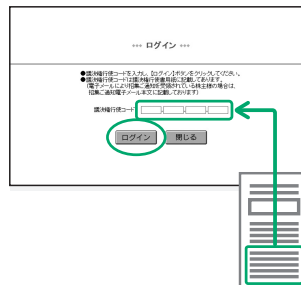 *** ログイン ***
●議決権行使コードを入力し、[ログイン]ボタンをクリックしてください。
●議決権行使コードは議決権行使書用紙に記載してあります。
(電子メールにより招集ご通知を受領されている株主様の場合は、
招集ご通知電子メール本文に記載しております)
議決権行使コード
ログイン 閉じる